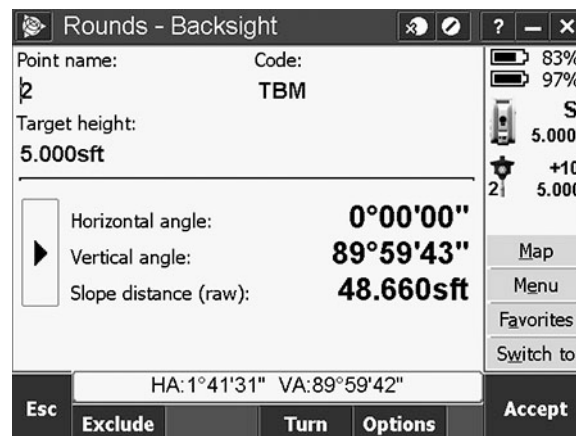 Rounds - Backsight
? – X
Point name:
Code:
2
TBM
Target height:
5.000sft
Horizontal angle:
0°00'00"
Vertical angle:
89°59'43"
Slope distance (raw):
48.660sft
HA:1°41'31" VA:89°59'42"
Esc
Exclude
Turn
Options
83%
97%
S
5.000
+10
2
5.000
Map
Menu
Favorites
Switch to
Accept